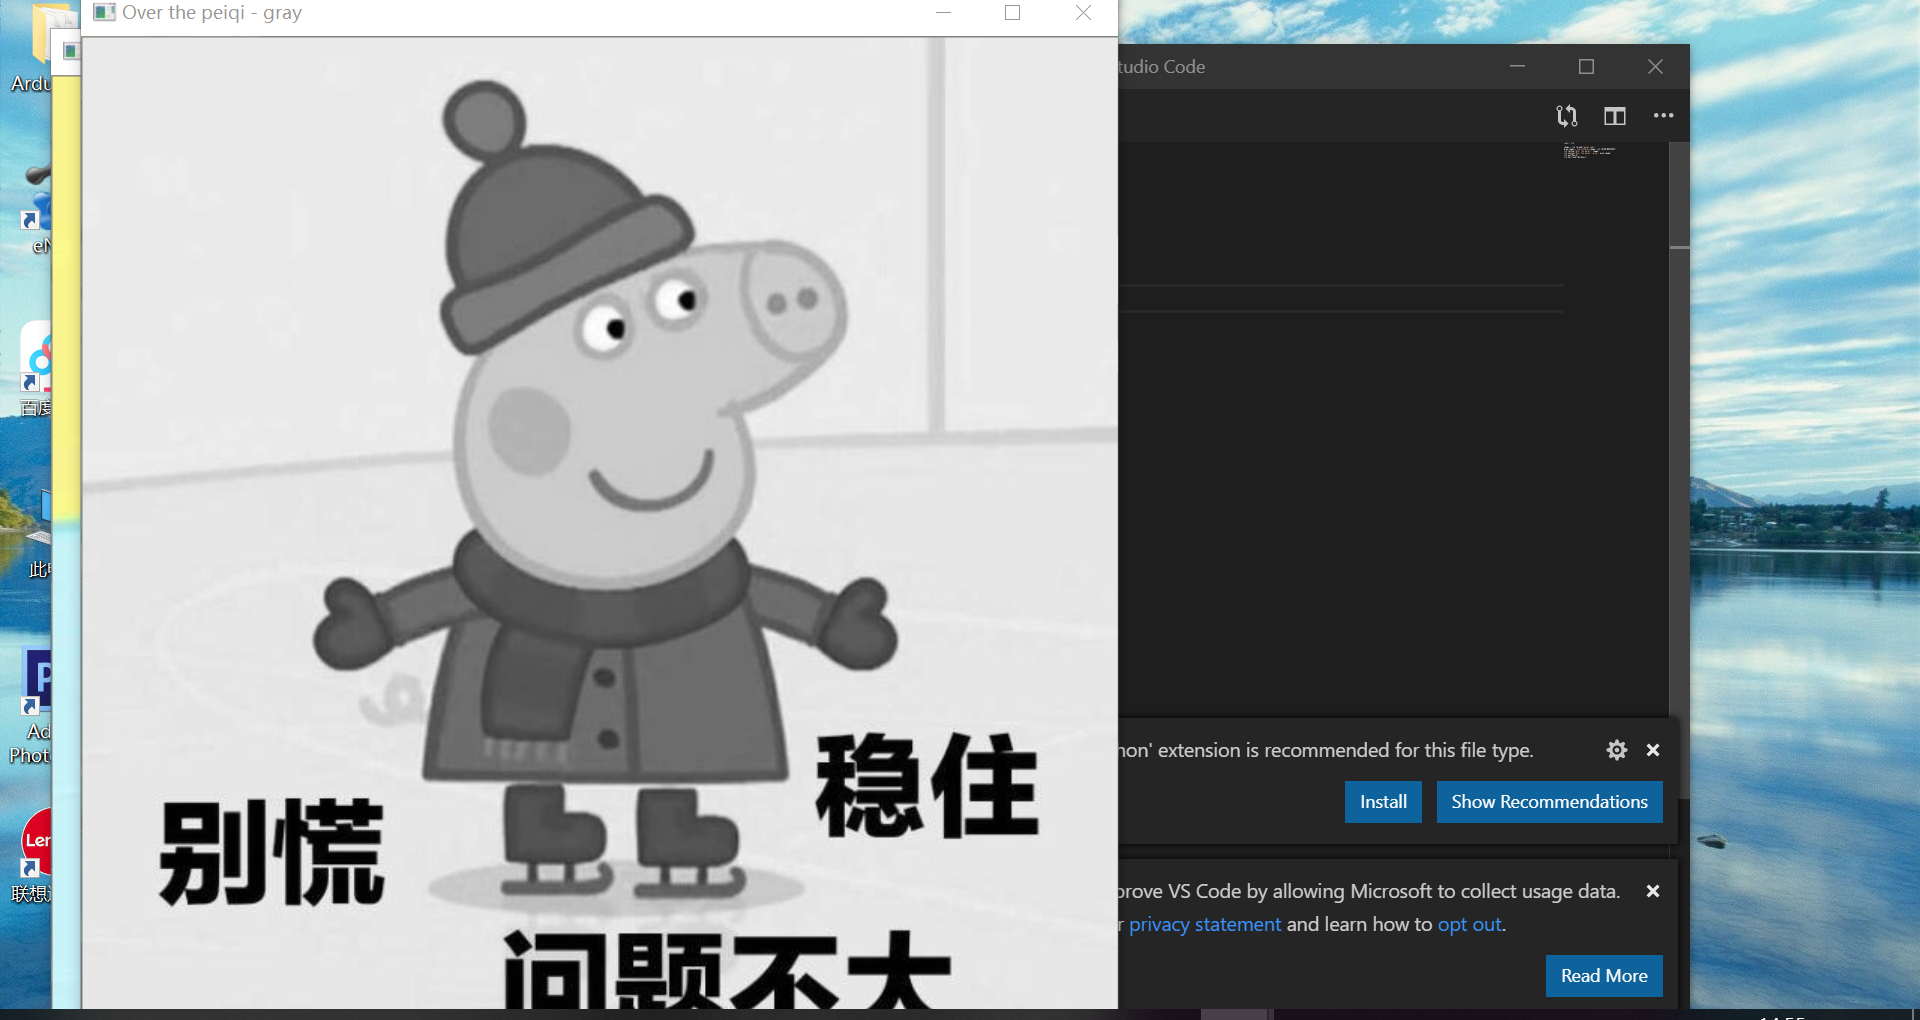 Over the peiqi - gray
tudio Code
Ardu
eN
百度
此
Ad
Phot
Len
联想
稳住
别慌
问题不大
hon' extension is recommended for this file type.
Install
Show Recommendations
prove VS Code by allowing Microsoft to collect usage data.
r privacy statement and learn how to opt out.
Read More